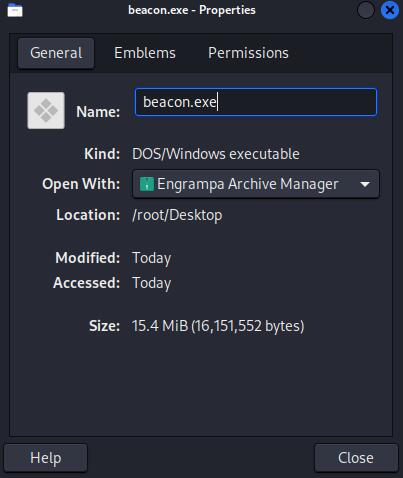 beacon.exe - Properties
General Emblems Permissions
Name: beacon.exe
Kind: DOS/Windows executable
Open With: Engrampa Archive Manager
Location: /root/Desktop
Modified: Today
Accessed: Today
Size: 15.4 MiB (16,151,552 bytes)
Help Close